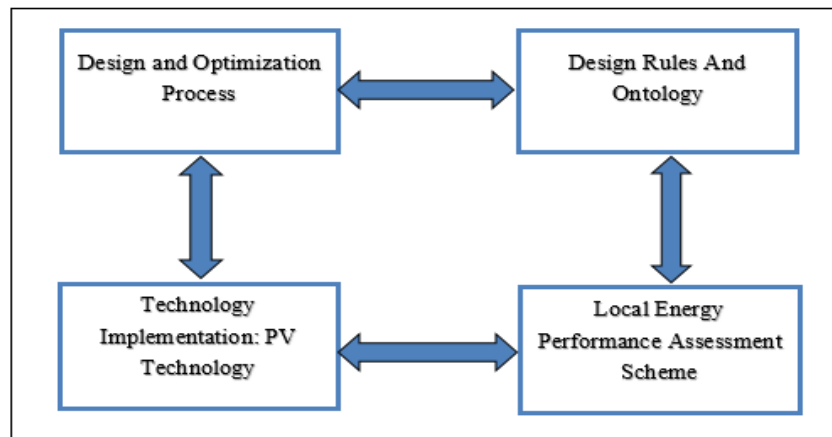 Design and Optimization
Process
Design Rules And
Ontology
Technology
Implementation: PV
Technology
Local Energy
Performance Assessment
Scheme